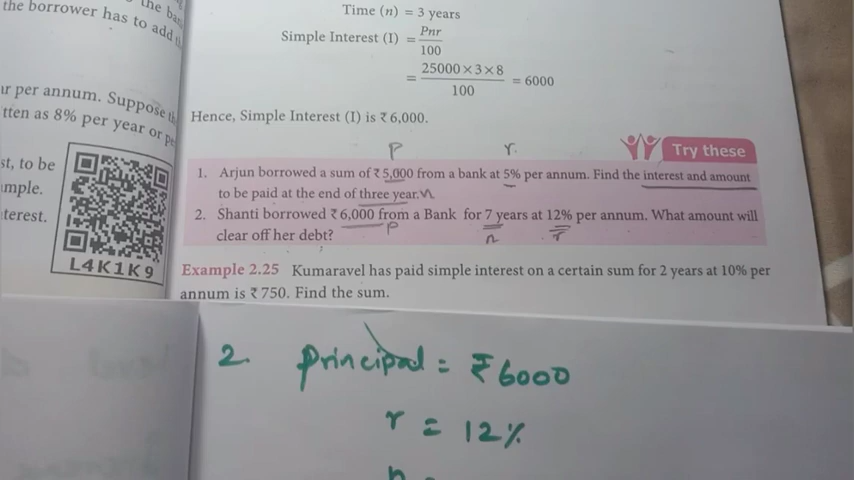 the ba
the borrower has to add
Time (n) = 3 years
Simple Interest (I) = Pnr
100
= 25000 × 3 × 8
100
= 6000
ur per annum. Suppose th
tten as 8% per year or pe
Hence, Simple Interest (I) is ₹ 6,000.
P r
Try these
st, to be
mple.
terest.
L4K1K9
1. Arjun borrowed a sum of ₹ 5,000 from a bank at 5% per annum. Find the interest and amount
to be paid at the end of three year. n
2. Shanti borrowed ₹ 6,000 from a Bank for 7 years at 12% per annum. What amount will
clear off her debt?
P n r
Example 2.25 Kumaravel has paid simple interest on a certain sum for 2 years at 10% per
annum is ₹ 750. Find the sum.
2. Principal = ₹ 6000
r = 12%